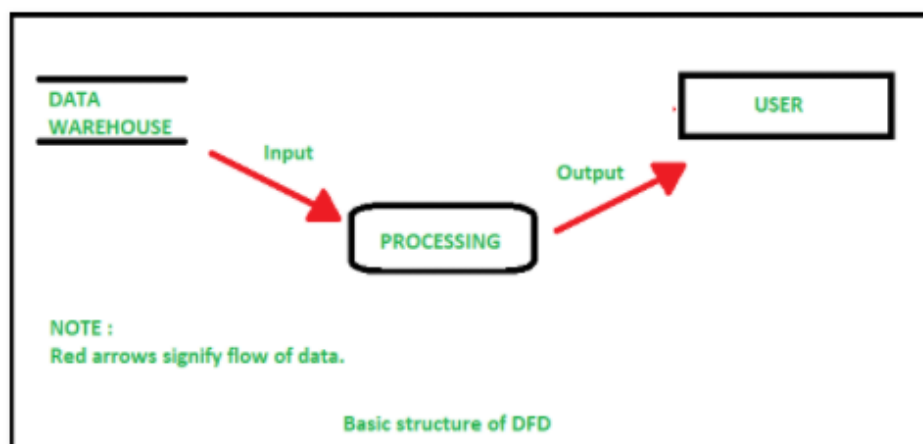 DATA
WAREHOUSE
USER
Input
Output
PROCESSING
NOTE :
Red arrows signify flow of data.
Basic structure of DFD